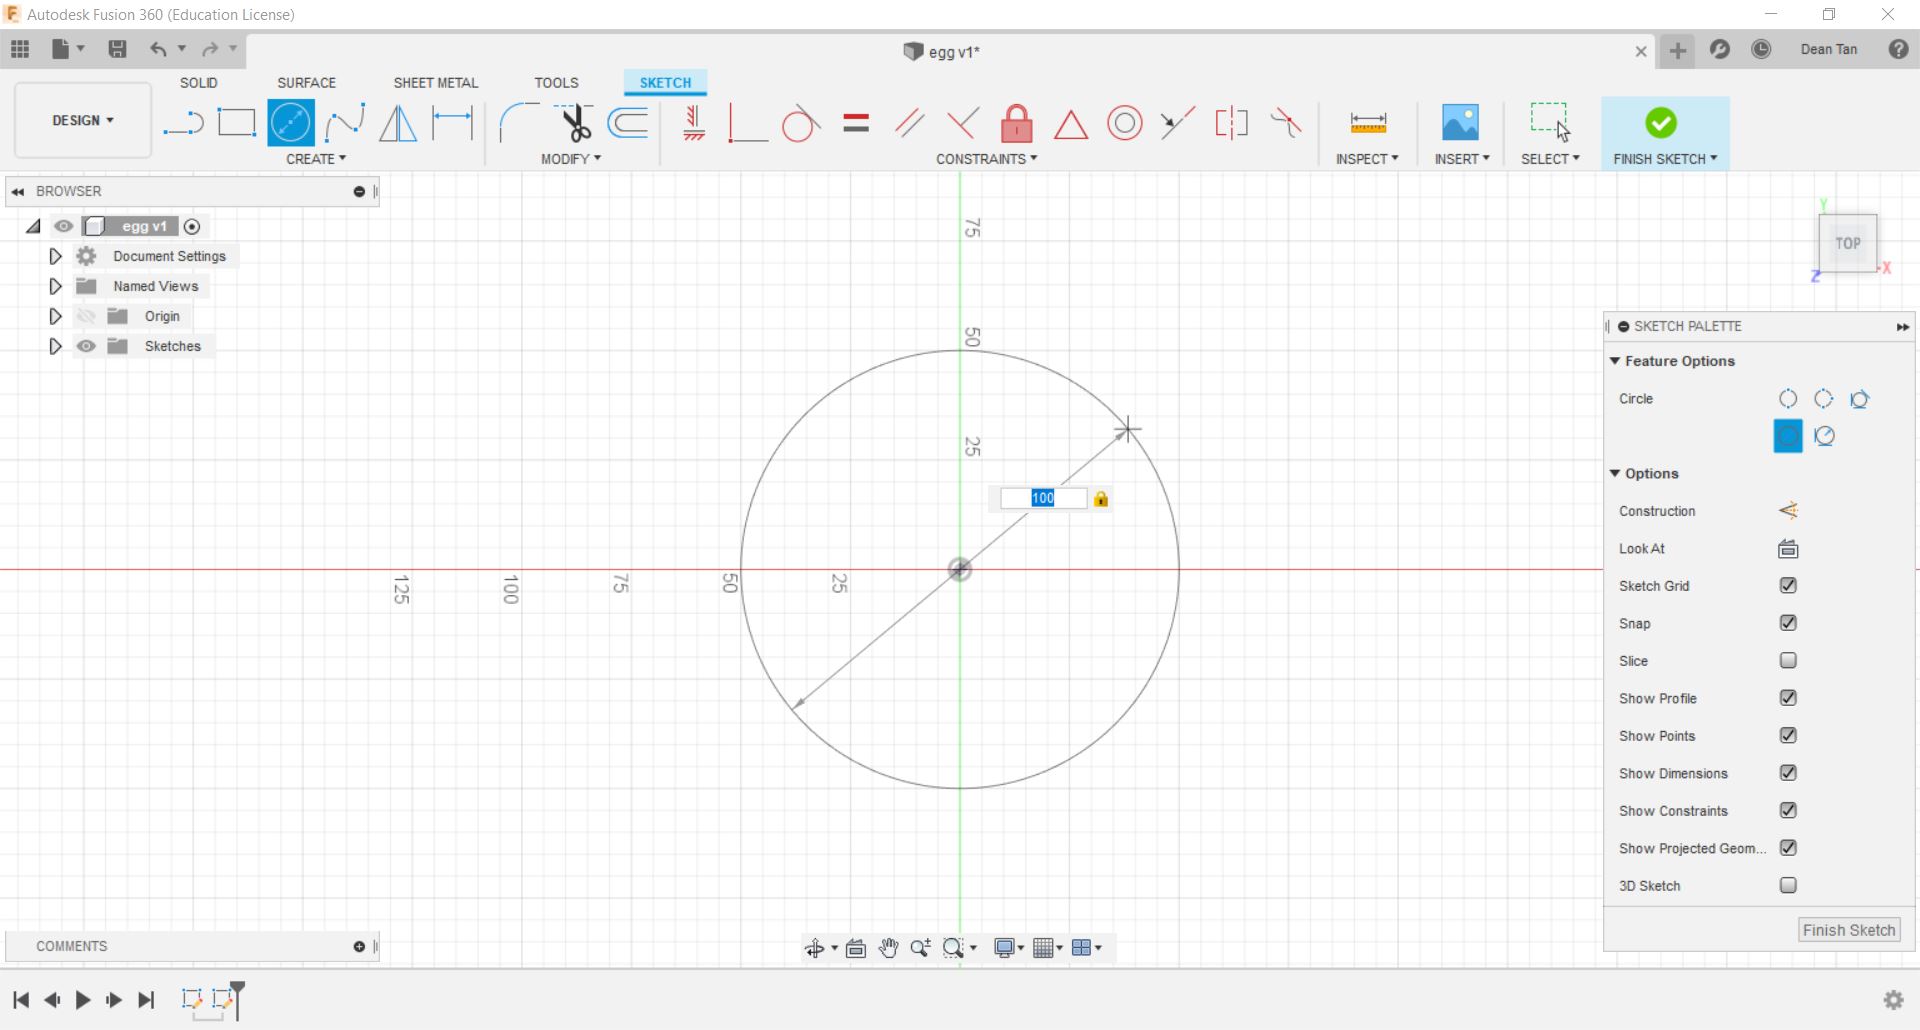 Autodesk Fusion 360 (Education License)
egg v1*
Dean Tan
SOLID SURFACE SHEET METAL TOOLS SKETCH
DESIGN
CREATE MODIFY CONSTRAINTS INSPECT INSERT SELECT FINISH SKETCH
BROWSER
egg v1
Document Settings
Named Views
Origin
Sketches
75
50
25
100
125 100 75 50 25
Y
TOP
X
Z
SKETCH PALETTE
Feature Options
Circle
Options
Construction
Look At
Sketch Grid
Snap
Slice
Show Profile
Show Points
Show Dimensions
Show Constraints
Show Projected Geom...
3D Sketch
Finish Sketch
COMMENTS